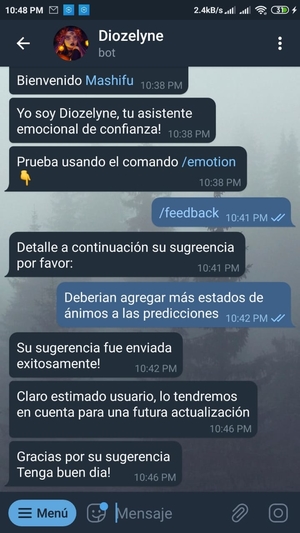 10:48 PM
2.4kB/s
31
Diozelyne
bot
Bienvenido Mashifu
10:38 PM
Yo soy Diozelyne, tu asistente
emocional de confianza!
10:38 PM
Prueba usando el comando /emotion
👇
10:38 PM
/feedback
10:41 PM
Detalle a continuación su sugreencia
por favor:
10:41 PM
Deberian agregar más estados de
ánimos a las predicciones
10:42 PM
Su sugerencia fue enviada
exitosamente!
10:42 PM
Claro estimado usuario, lo tendremos
en cuenta para una futura actualización
10:46 PM
Gracias por su sugerencia
Tenga buen dia!
10:46 PM
Menú
Mensaje